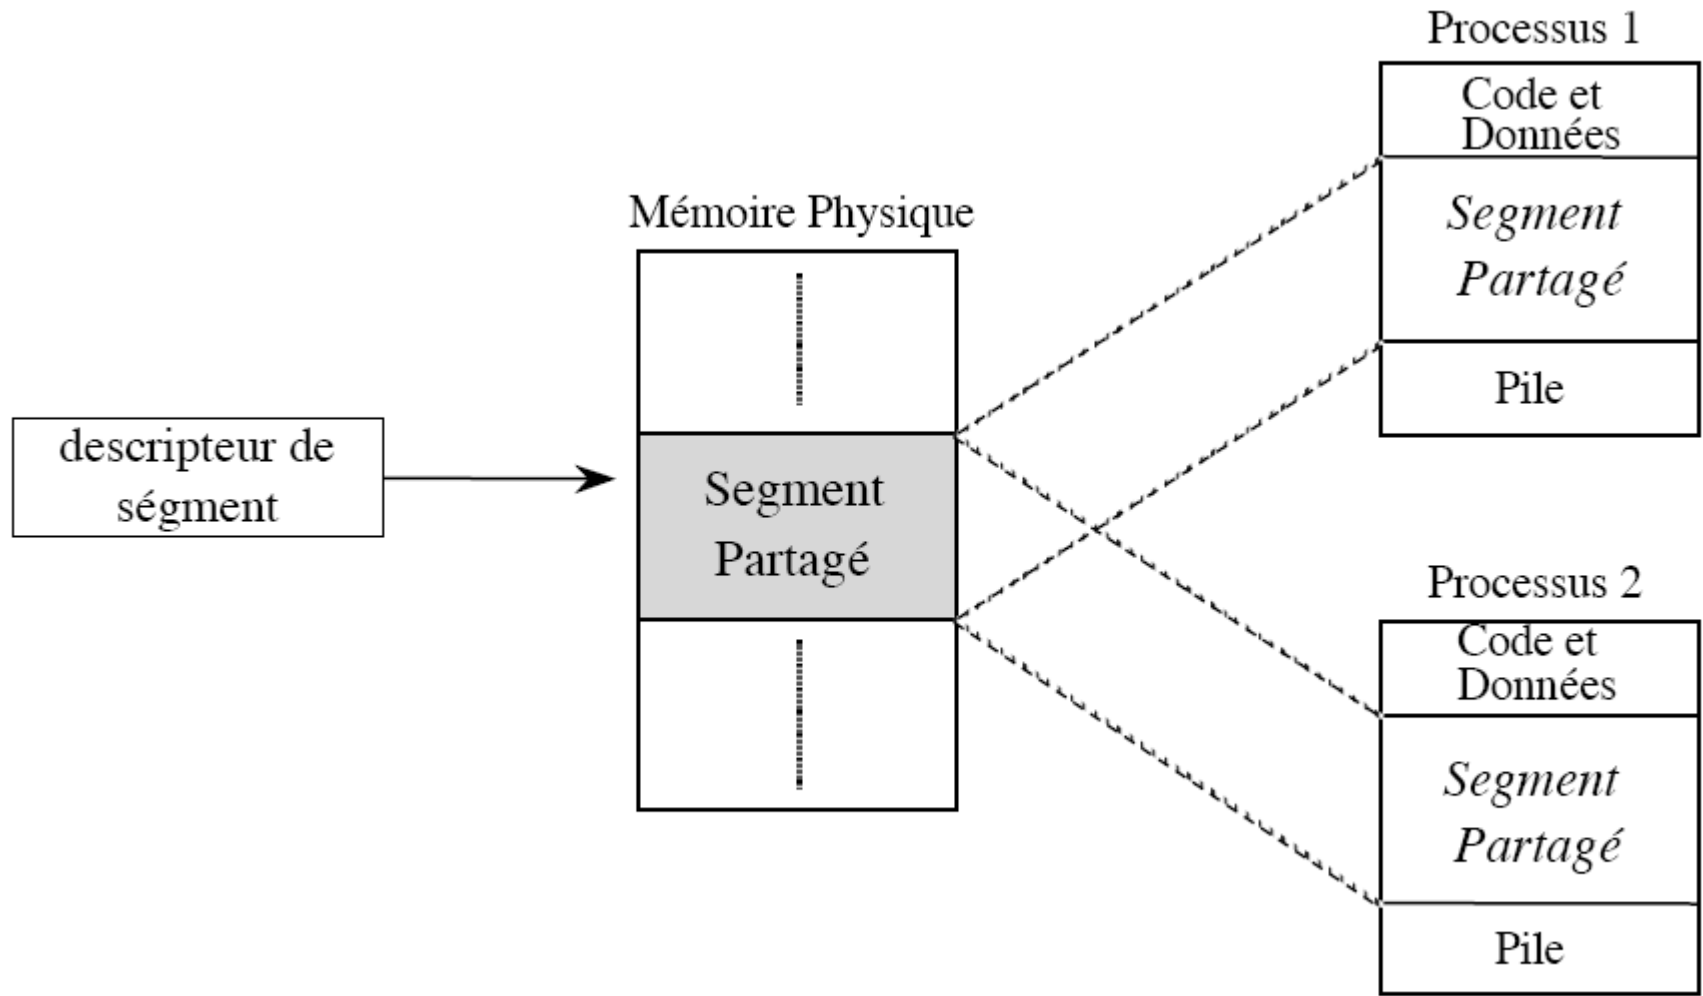 Processus 1
Code et
Données
Segment
Partagé
Pile
Mémoire Physique
Segment
Partagé
descripteur de
ségment
Processus 2
Code et
Données
Segment
Partagé
Pile